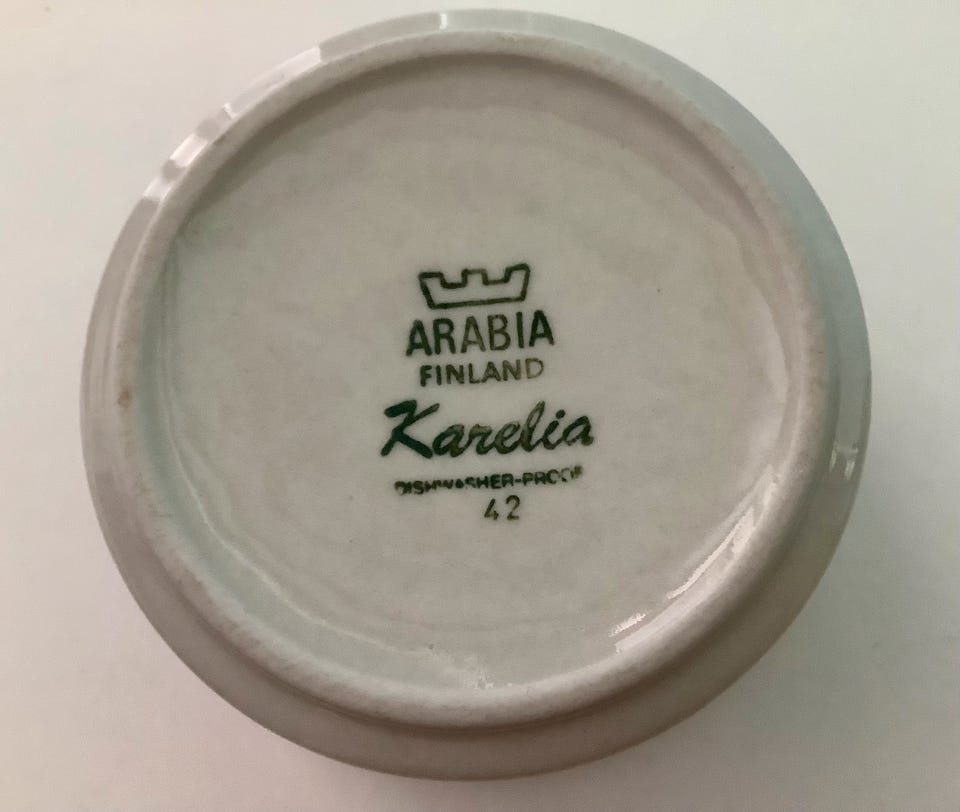 ARABIA
FINLAND
Karelia
DISHWASHER-PROOF
42